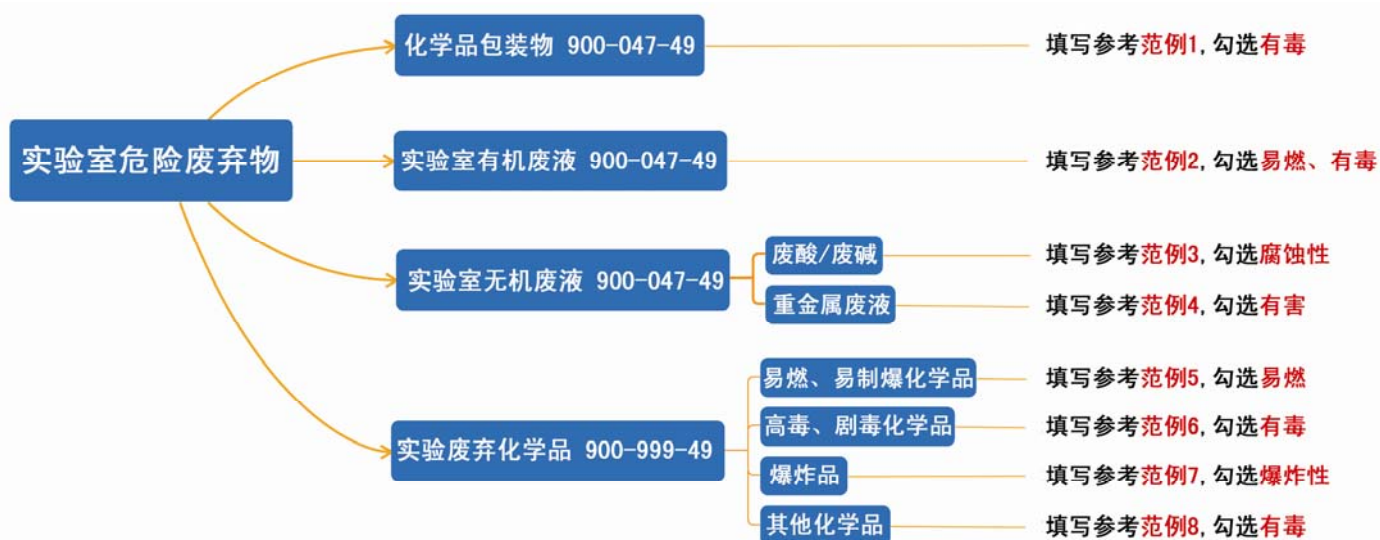 化学品包装物 900-047-49
填写参考范例1, 勾选有毒
实验室危险废弃物
实验室有机废液 900-047-49
填写参考范例2, 勾选易燃、有毒
实验室无机废液 900-047-49
废酸/废碱
填写参考范例3, 勾选腐蚀性
重金属废液
填写参考范例4, 勾选有害
实验废弃化学品 900-999-49
易燃、易制爆化学品
填写参考范例5, 勾选易燃
高毒、剧毒化学品
填写参考范例6, 勾选有毒
爆炸品
填写参考范例7, 勾选爆炸性
其他化学品
填写参考范例8, 勾选有毒